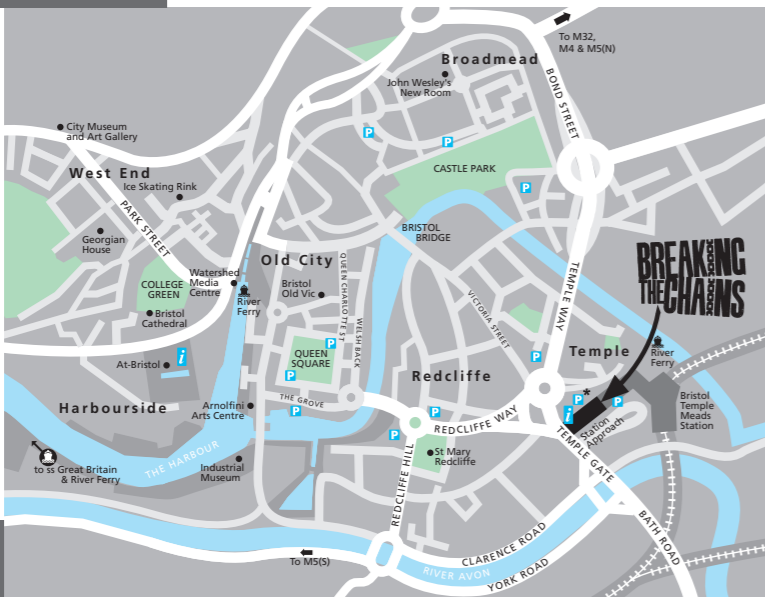 To M32,
M4 & M5(N)
Broadmead
John Wesley's
New Room
BOND STREET
P
P
City Museum
and Art Gallery
West End
Ice Skating Rink
CASTLE PARK
P
PARK STREET
Georgian
House
BRISTOL
BRIDGE
BREAKING
THE CHAINS
Old City
Watershed
Media
Centre
COLLEGE
GREEN
Bristol
Old Vic
QUEEN CHARLOTTE ST
River
Ferry
TEMPLE WAY
VICTORIA STREET
Bristol
Cathedral
WELSH BACK
P
QUEEN
SQUARE
At-Bristol
i
P
P
Temple
River
Ferry
Redcliffe
Harbourside
Arnolfini
Arts Centre
THE GROVE
P
P
P
REDCLIFFE WAY
P
*
P
i
Station
Approach
Bristol
Temple
Meads
Station
TEMPLE GATE
St Mary
Redcliffe
THE HARBOUR
to ss Great Britain
& River Ferry
Industrial
Museum
REDCLIFFE HILL
BATH ROAD
CLARENCE ROAD
To M5(S)
RIVER AVON
YORK ROAD